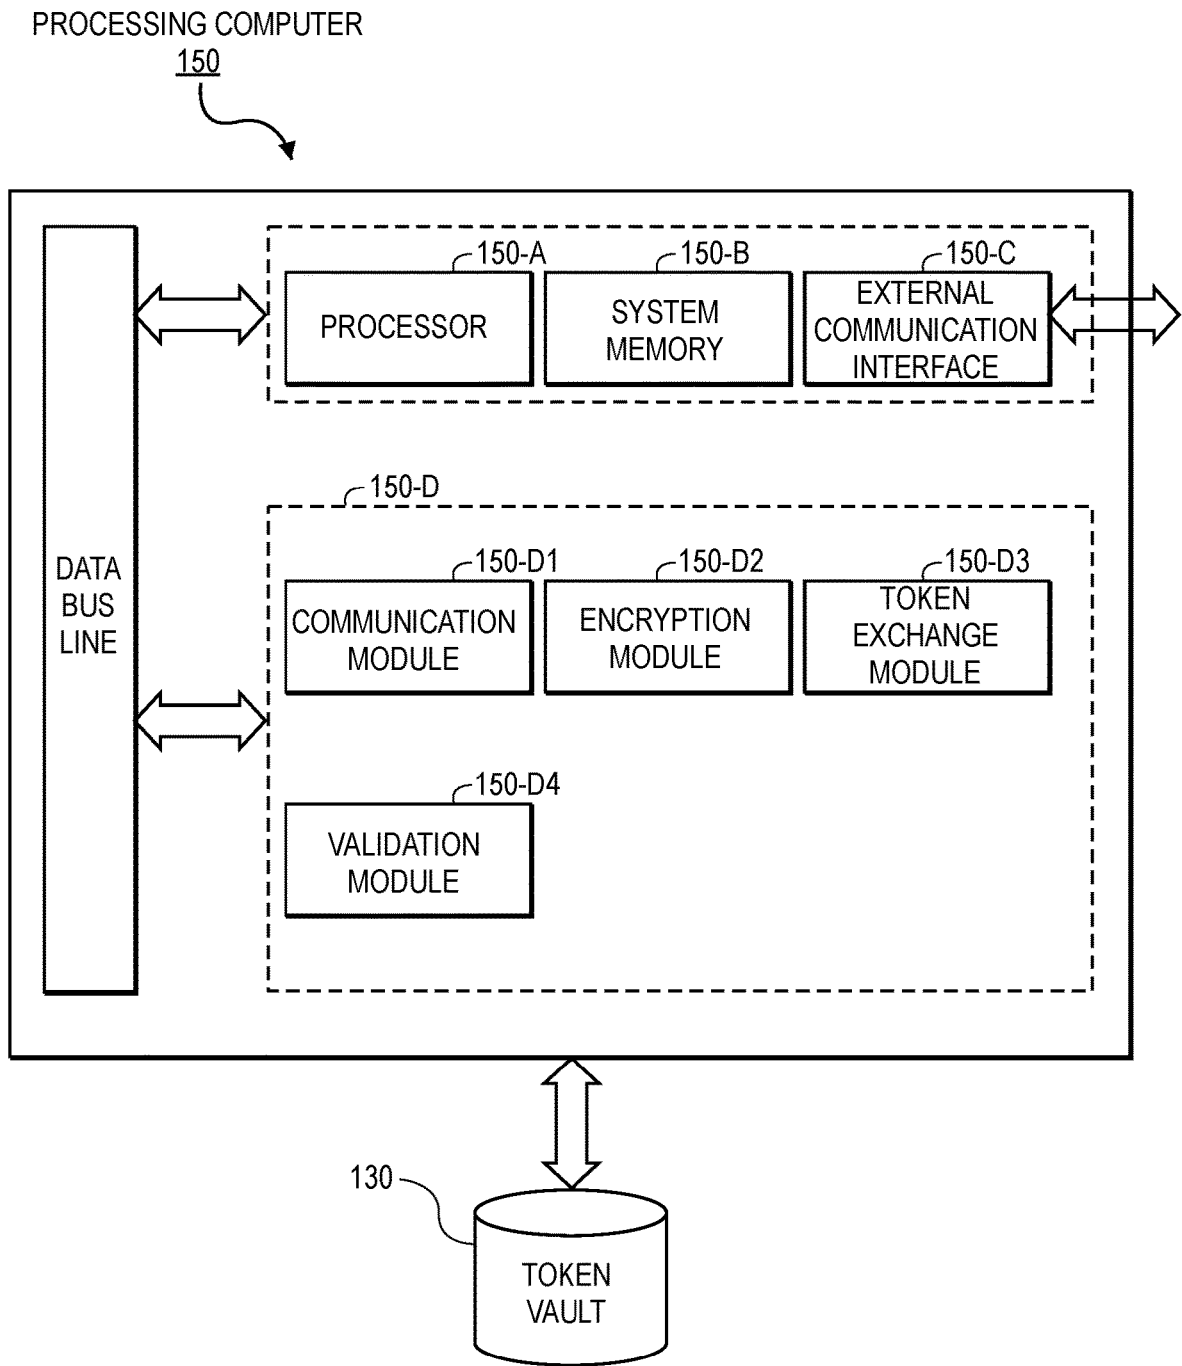 PROCESSING COMPUTER
150
150-A
150-B
150-C
PROCESSOR
SYSTEM
MEMORY
EXTERNAL
COMMUNICATION
INTERFACE
150-D
DATA
BUS
LINE
150-D1
150-D2
150-D3
COMMUNICATION
MODULE
ENCRYPTION
MODULE
TOKEN
EXCHANGE
MODULE
150-D4
VALIDATION
MODULE
130
TOKEN
VAULT